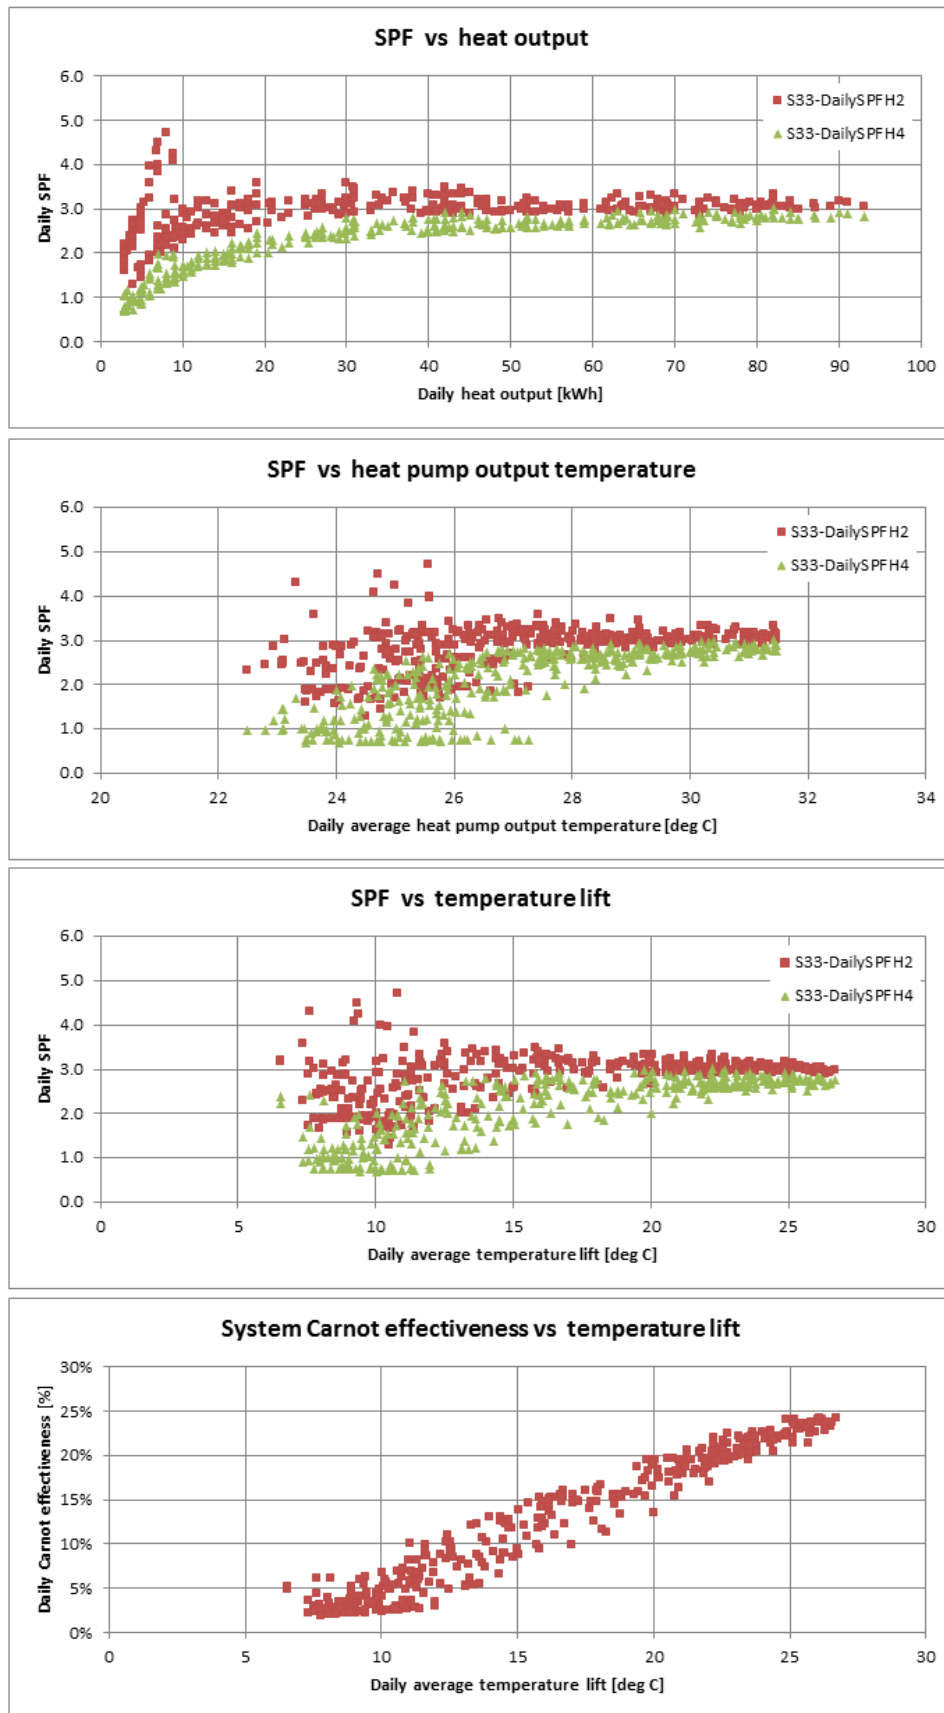 SPF vs heat output
6.0
5.0
4.0
3.0
2.0
1.0
0.0
Daily SPF
S33-DailySPFH2
S33-DailySPFH4
0 10 20 30 40 50 60 70 80 90 100
Daily heat output [kWh]
SPF vs heat pump output temperature
6.0
5.0
4.0
3.0
2.0
1.0
0.0
Daily SPF
S33-DailySPFH2
S33-DailySPFH4
20 22 24 26 28 30 32 34
Daily average heat pump output temperature [deg C]
SPF vs temperature lift
6.0
5.0
4.0
3.0
2.0
1.0
0.0
Daily SPF
S33-DailySPFH2
S33-DailySPFH4
0 5 10 15 20 25 30
Daily average temperature lift [deg C]
System Carnot effectiveness vs temperature lift
30%
25%
20%
15%
10%
5%
0%
Daily Carnot effectiveness [%]
0 5 10 15 20 25 30
Daily average temperature lift [deg C]